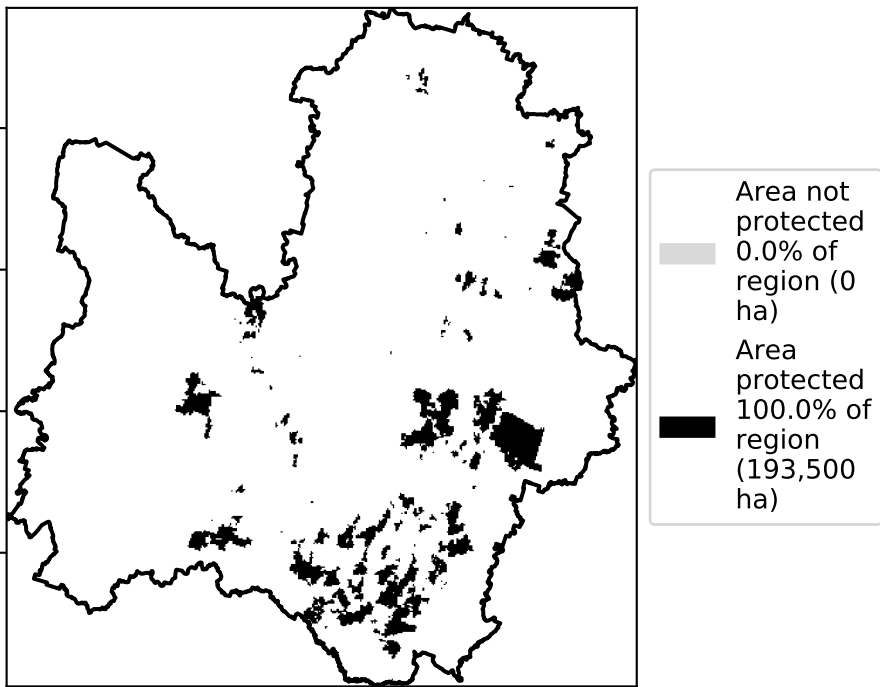 Area not
protected
0.0% of
region (0
ha)
Area
protected
100.0% of
region
(193,500
ha)